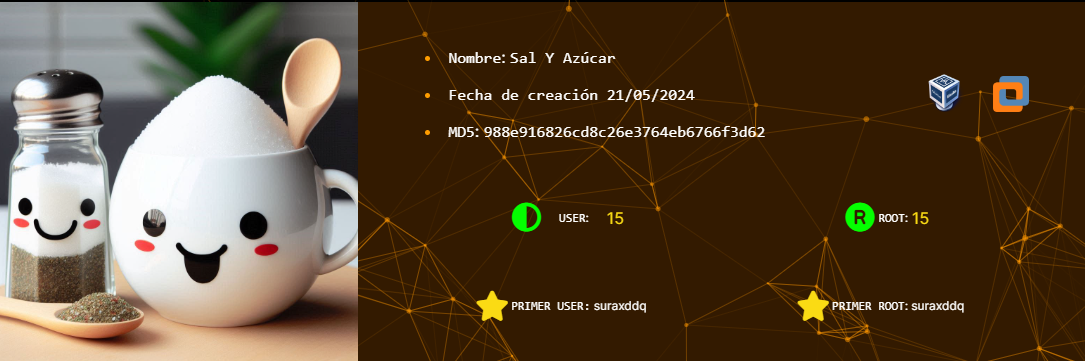 Nombre: Sal Y Azúcar
Fecha de creación 21/05/2024
MD5: 988e916826cd8c26e3764eb6766f3d62
USER: 15
R ROOT: 15
PRIMER USER: suraxddq
PRIMER ROOT: suraxddq